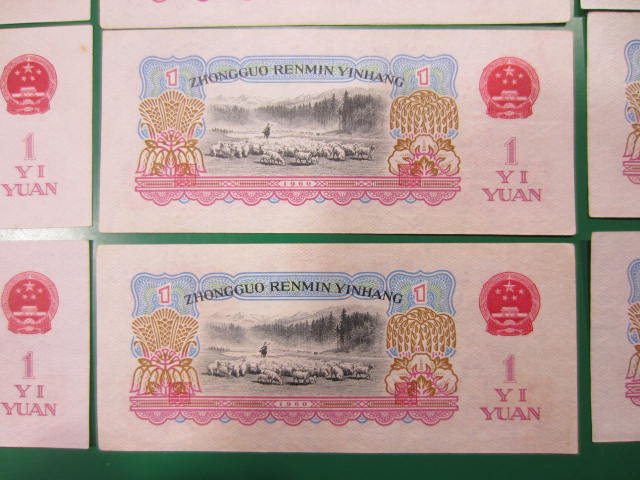 1
YI
YUAN
1 1
ZHONGGUO RENMIN YINHANG
1960
1
YI
YUAN
1
YI
YUAN
1 1
ZHONGGUO RENMIN YINHANG
1960
1
YI
YUAN